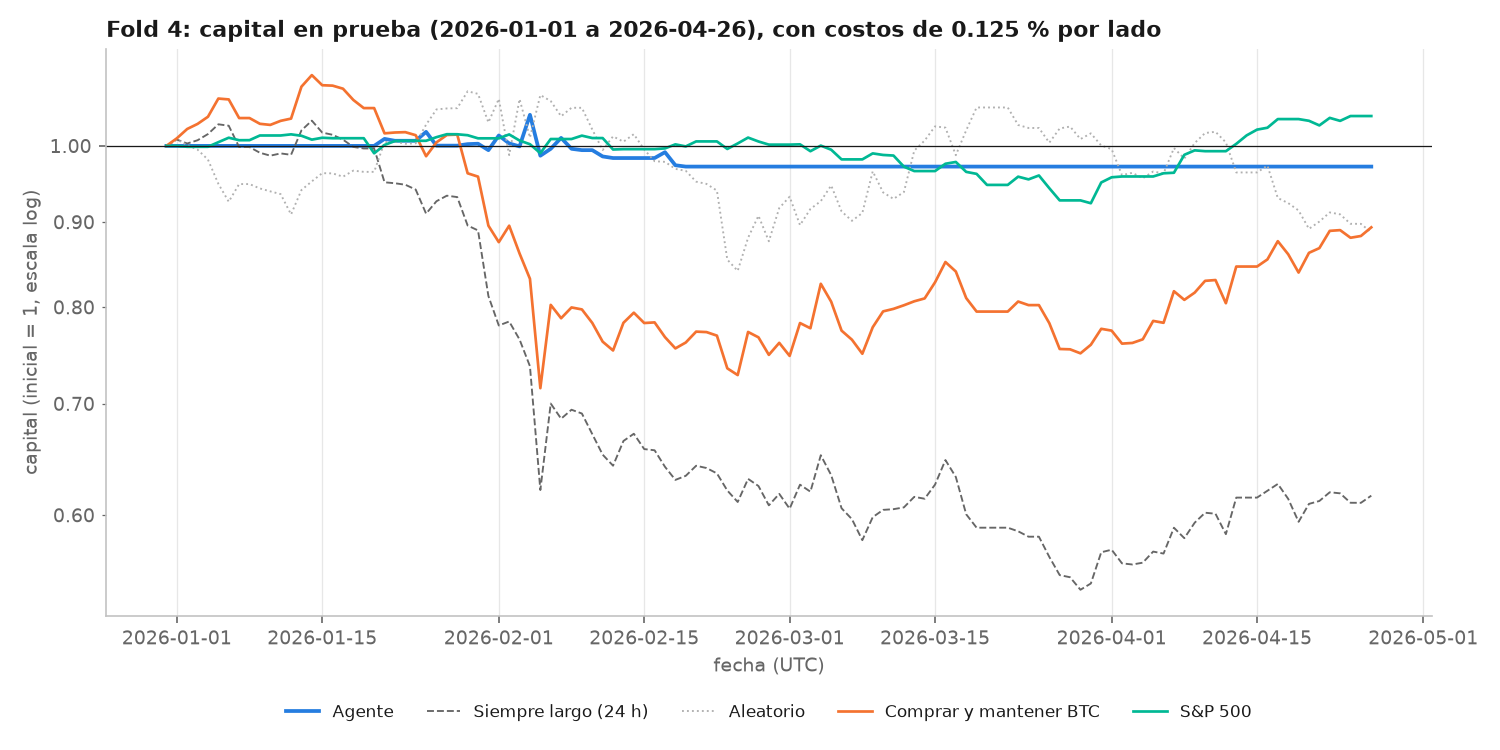 Fold 4: capital en prueba (2026-01-01 a 2026-04-26), con costos de 0.125 % por lado
capital (inicial = 1, escala log)
1.00
0.90
0.80
0.70
0.60
2026-01-01 2026-01-15 2026-02-01 2026-02-15 2026-03-01 2026-03-15 2026-04-01 2026-04-15 2026-05-01
fecha (UTC)
Agente Siempre largo (24 h) Aleatorio Comprar y mantener BTC S&P 500